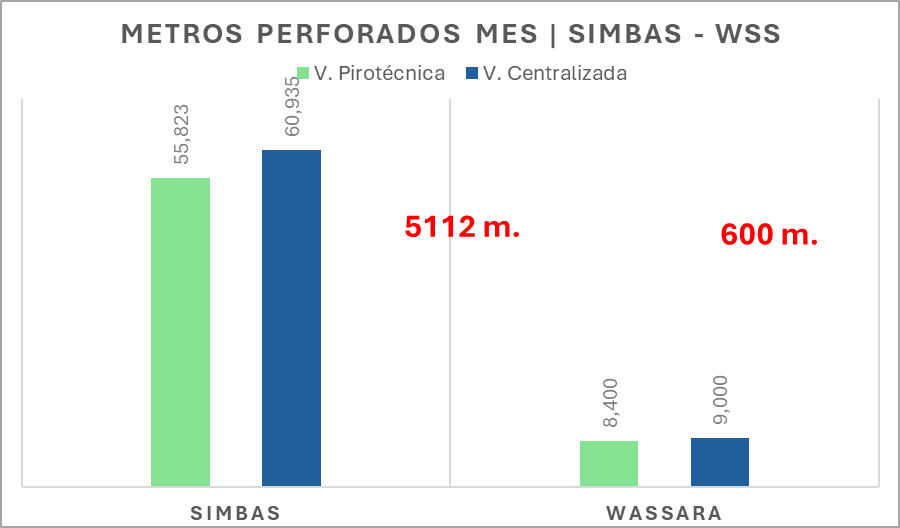 METROS PERFORADOS MES | SIMBAS - WSS
V. Pirotécnica V. Centralizada
55,823
60,935
5112 m.
600 m.
8,400
9,000
SIMBAS
WASSARA